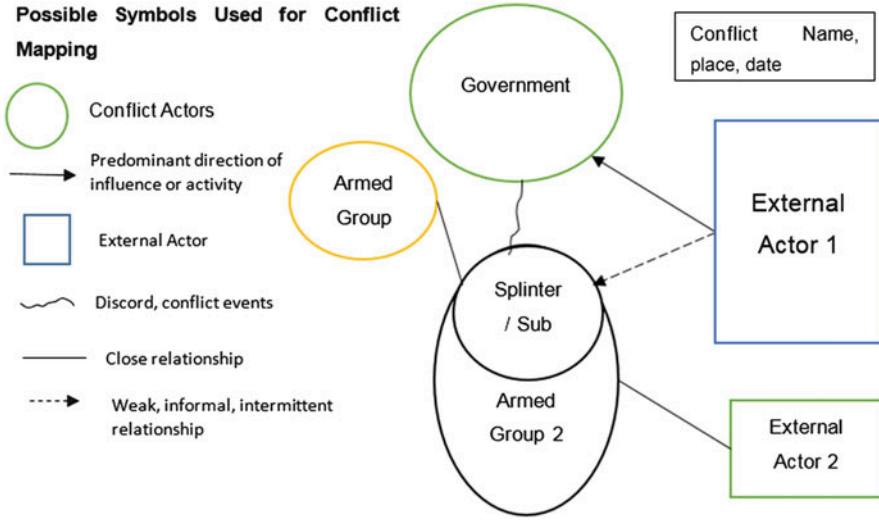 Possible Symbols Used for Conflict
Mapping
Conflict Actors
Predominant direction of
influence or activity
External Actor
Discord, conflict events
Close relationship
Weak, informal, intermittent
relationship
Government
Armed
Group
Splinter
/ Sub
Armed
Group 2
Conflict Name,
place, date
External
Actor 1
External
Actor 2